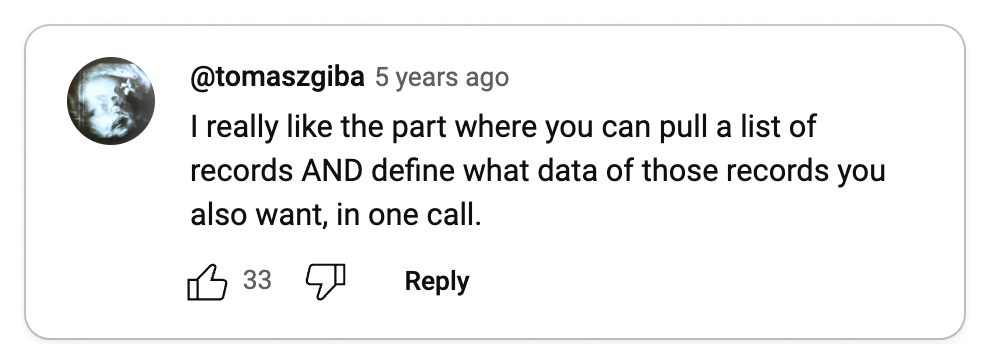 @tomaszgiba 5 years ago
I really like the part where you can pull a list of
records AND define what data of those records you
also want, in one call.
33 Reply